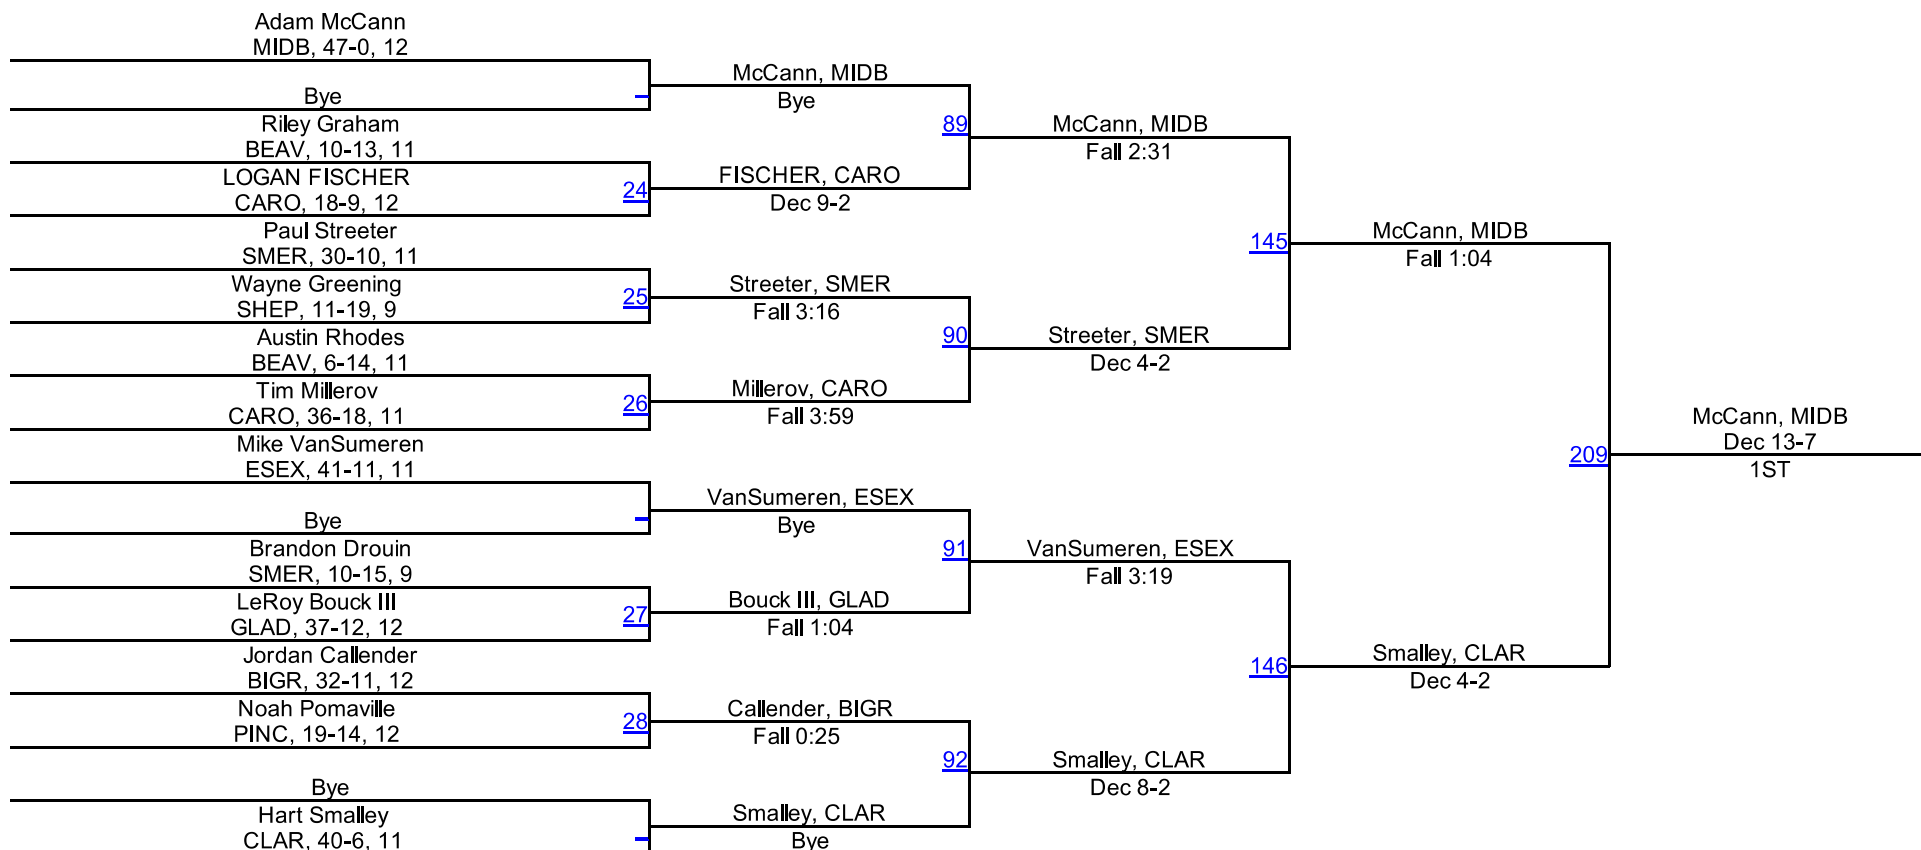 Adam McCann
MIDB, 47-0, 12
Bye
Riley Graham
BEAV, 10-13, 11
LOGAN FISCHER
CARO, 18-9, 12
Paul Streeter
SMER, 30-10, 11
Wayne Greening
SHEP, 11-19, 9
Austin Rhodes
BEAV, 6-14, 11
Tim Millerov
CARO, 36-18, 11
Mike VanSumeren
ESEX, 41-11, 11
Bye
Brandon Drouin
SMER, 10-15, 9
LeRoy Bouck III
GLAD, 37-12, 12
Jordan Callender
BIGR, 32-11, 12
Noah Pomaville
PINC, 19-14, 12
Bye
Hart Smalley
CLAR, 40-6, 11
24
25
26
27
28
McCann, MIDB
Bye
FISCHER, CARO
Dec 9-2
Streeter, SMER
Fall 3:16
Millerov, CARO
Fall 3:59
VanSumeren, ESEX
Bye
Bouck III, GLAD
Fall 1:04
Callender, BIGR
Fall 0:25
Smalley, CLAR
Bye
89
90
91
92
McCann, MIDB
Fall 2:31
Streeter, SMER
Dec 4-2
VanSumeren, ESEX
Fall 3:19
Smalley, CLAR
Dec 8-2
145
146
McCann, MIDB
Fall 1:04
Smalley, CLAR
Dec 4-2
209
McCann, MIDB
Dec 13-7
1ST